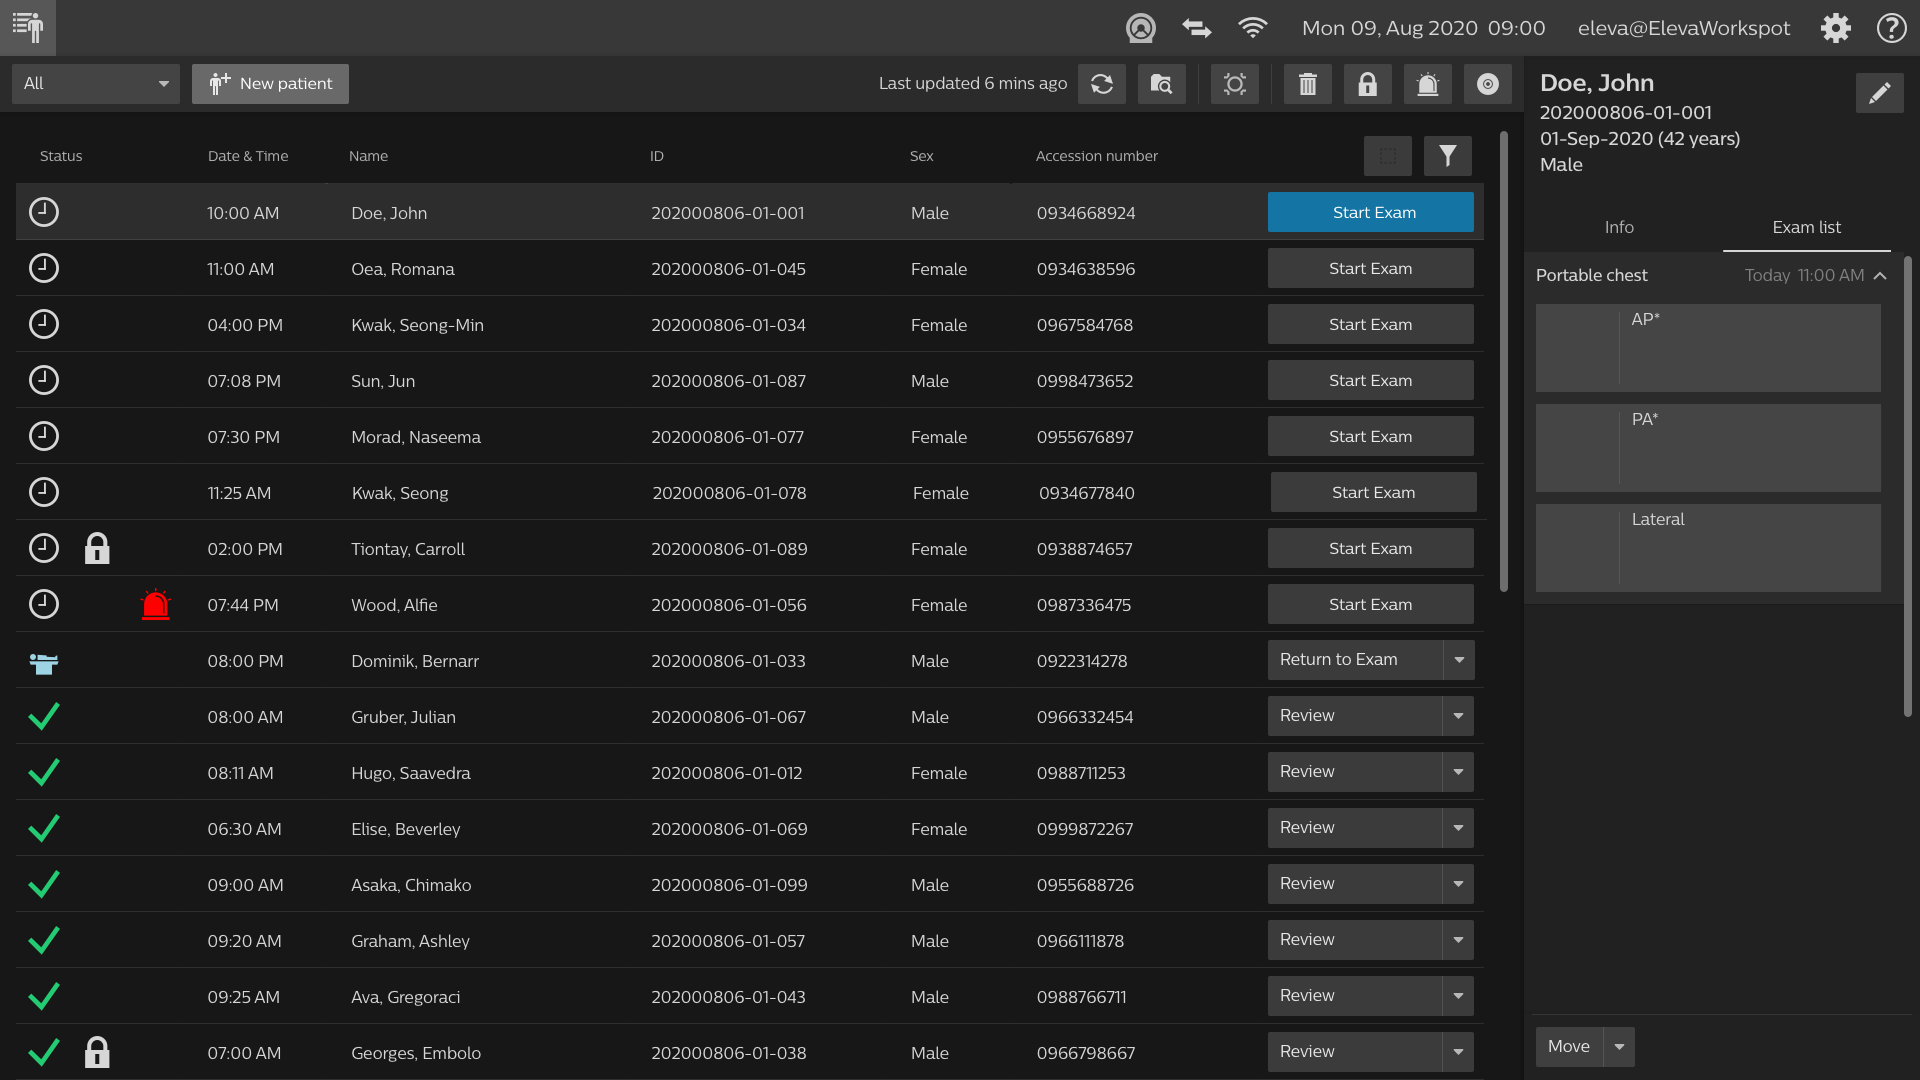 Mon 09, Aug 2020 09:00 eleva@ElevaWorkspot
All New patient Last updated 6 mins ago
Status Date & Time Name ID Sex Accession number
10:00 AM Doe, John 202000806-01-001 Male 0934668924 Start Exam
11:00 AM Oea, Romana 202000806-01-045 Female 0934638596 Start Exam
04:00 PM Kwak, Seong-Min 202000806-01-034 Female 0967584768 Start Exam
07:08 PM Sun, Jun 202000806-01-087 Male 0998473652 Start Exam
07:30 PM Morad, Naseema 202000806-01-077 Female 0955676897 Start Exam
11:25 AM Kwak, Seong 202000806-01-078 Female 0934677840 Start Exam
02:00 PM Tiontay, Carroll 202000806-01-089 Female 0938874657 Start Exam
07:44 PM Wood, Alfie 202000806-01-056 Female 0987336475 Start Exam
08:00 PM Dominik, Bernarr 202000806-01-033 Male 0922314278 Return to Exam
08:00 AM Gruber, Julian 202000806-01-067 Male 0966332454 Review
08:11 AM Hugo, Saavedra 202000806-01-012 Female 0988711253 Review
06:30 AM Elise, Beverley 202000806-01-069 Female 0999872267 Review
09:00 AM Asaka, Chimako 202000806-01-099 Male 0955688726 Review
09:20 AM Graham, Ashley 202000806-01-057 Male 0966111878 Review
09:25 AM Ava, Gregoraci 202000806-01-043 Male 0988766711 Review
07:00 AM Georges, Embolo 202000806-01-038 Male 0966798667 Review
Doe, John
202000806-01-001
01-Sep-2020 (42 years)
Male
Info Exam list
Portable chest Today 11:00 AM
AP*
PA*
Lateral
Move